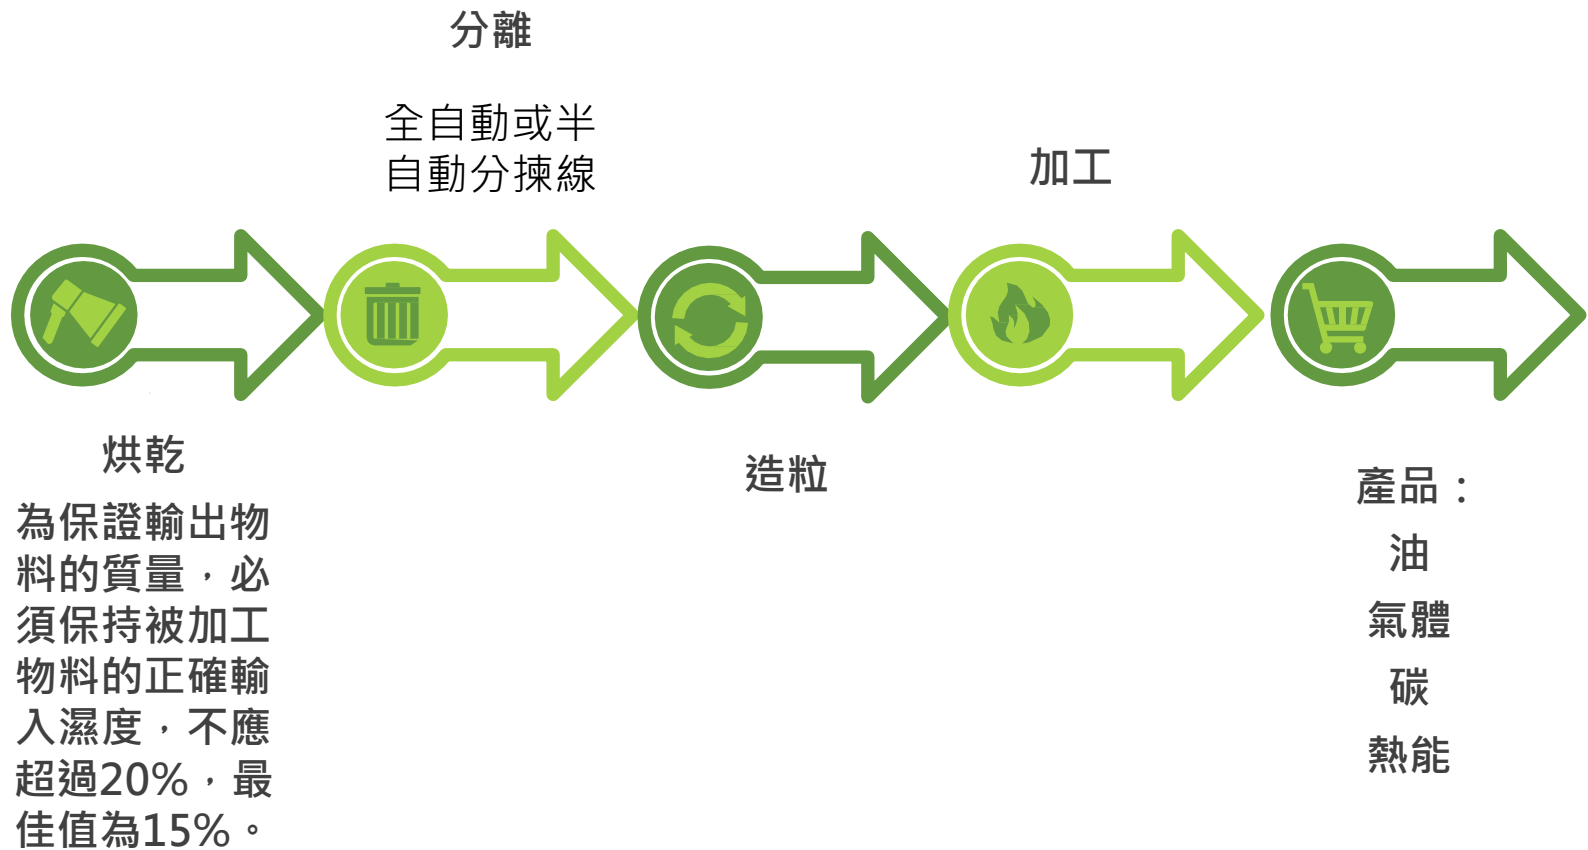 分離
全自動或半
自動分揀線
加工
烘乾
為保證輸出物
料的質量，必
須保持被加工
物料的正確輸
入濕度，不應
超過20%，最
佳值為15%。
造粒
產品：
油
氣體
碳
熱能